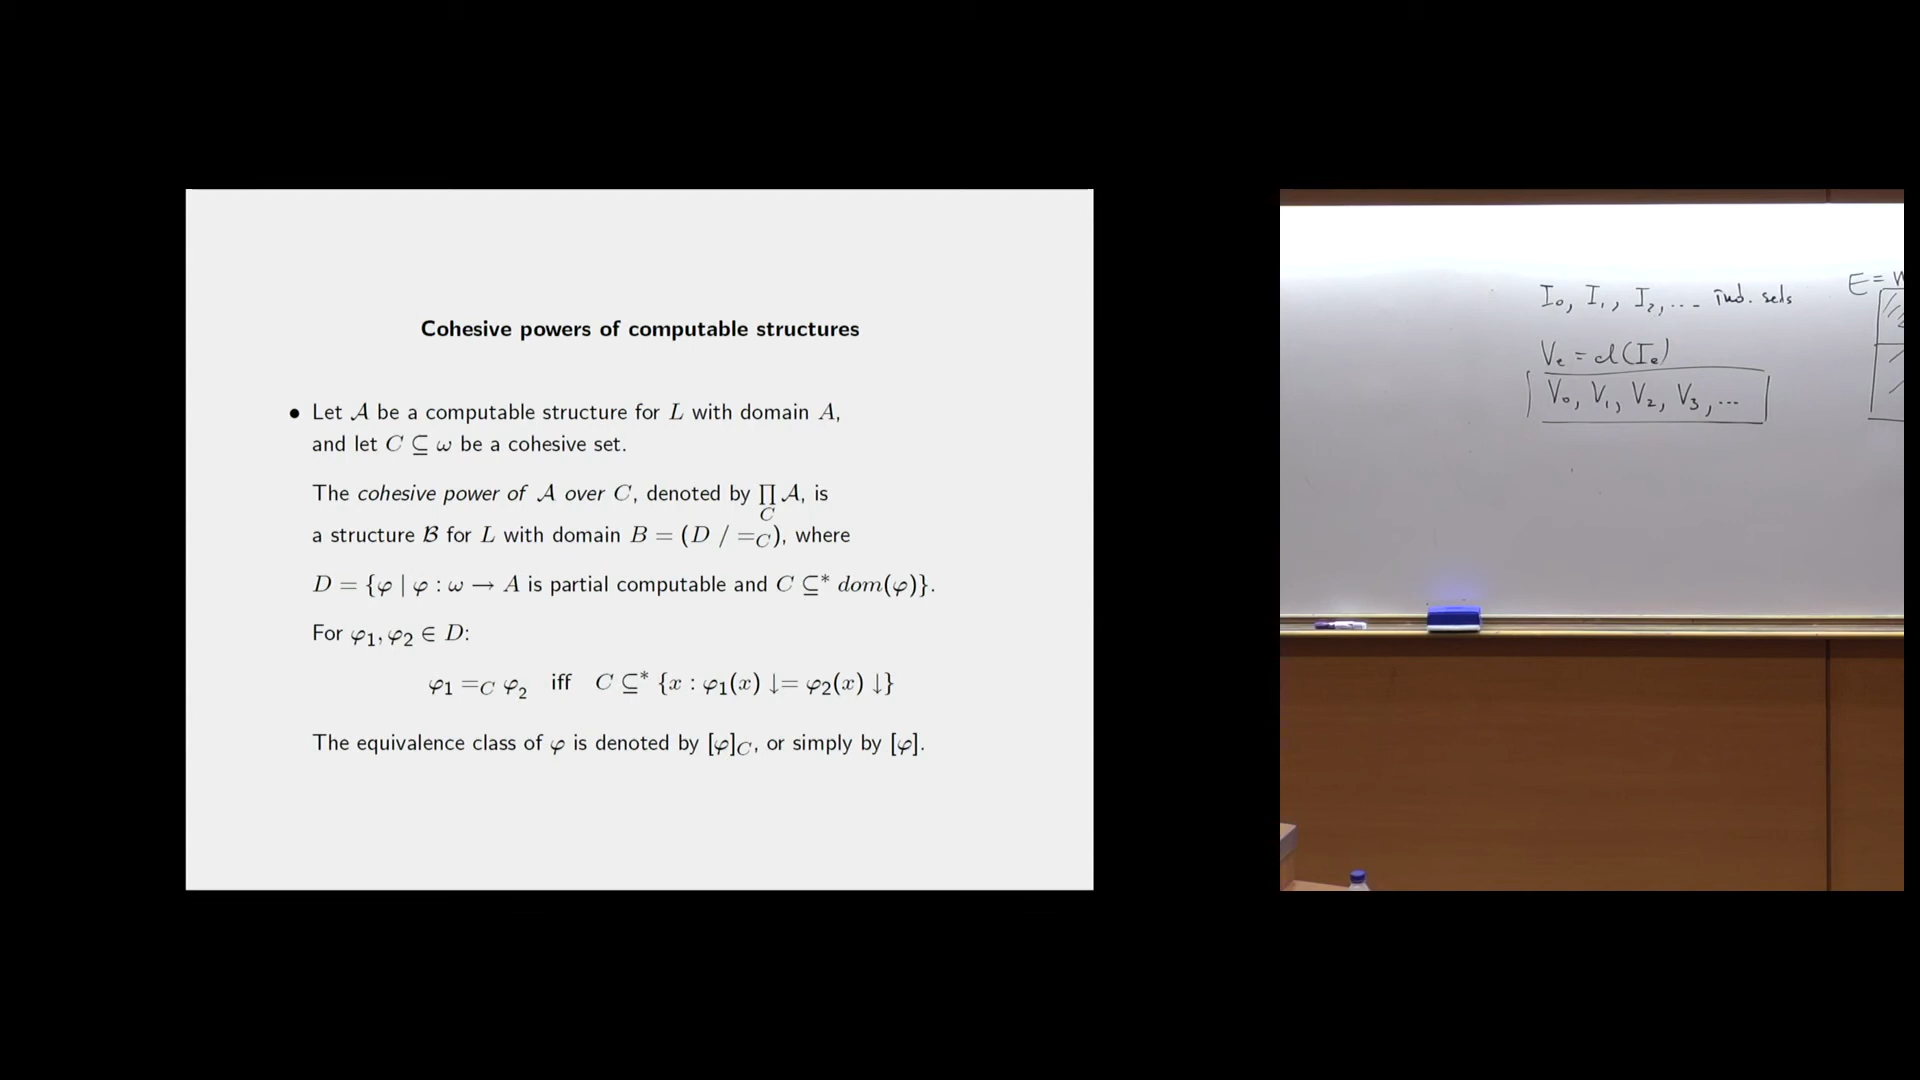 Cohesive powers of computable structures
• Let 𝒜 be a computable structure for L with domain A,
and let C ⊆ ω be a cohesive set.
The cohesive power of 𝒜 over C, denoted by ∏_C 𝒜, is
a structure ℬ for L with domain B = (D / =_C), where
D = {φ | φ : ω → A is partial computable and C ⊆* dom(φ)}.
For φ₁, φ₂ ∈ D:
φ₁ =_C φ₂ iff C ⊆* {x : φ₁(x) ↓= φ₂(x) ↓}
The equivalence class of φ is denoted by [φ]_C, or simply by [φ].
I₀, I₁, I₂, ... ind. sets
V_e = cl(I_e)
V₀, V₁, V₂, V₃, ...
E =